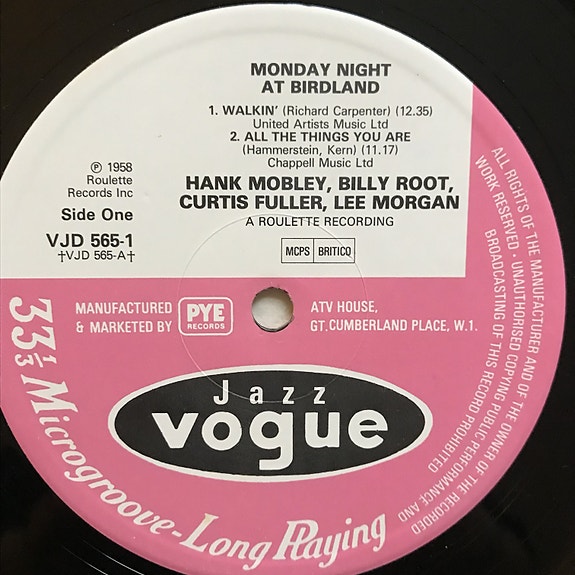 MONDAY NIGHT
AT BIRDLAND
1. WALKIN' (Richard Carpenter) (12.35)
United Artists Music Ltd
2. ALL THE THINGS YOU ARE
(Hammerstein, Kern) (11.17)
Chappell Music Ltd
HANK MOBLEY, BILLY ROOT,
CURTIS FULLER, LEE MORGAN
A ROULETTE RECORDING
℗ 1958
Roulette
Records Inc
Side One
VJD 565-1
†VJD 565-A†
MCPS BRITICO
MANUFACTURED
& MARKETED BY
PYE
RECORDS
ATV HOUSE,
GT. CUMBERLAND PLACE, W.1.
Jazz
vogue
33 1/3 Microgroove-Long Playing
ALL RIGHTS OF THE MANUFACTURER AND OF THE OWNER OF THE RECORDED
WORK RESERVED · UNAUTHORISED COPYING PUBLIC PERFORMANCE AND
BROADCASTING OF THIS RECORD PROHIBITED